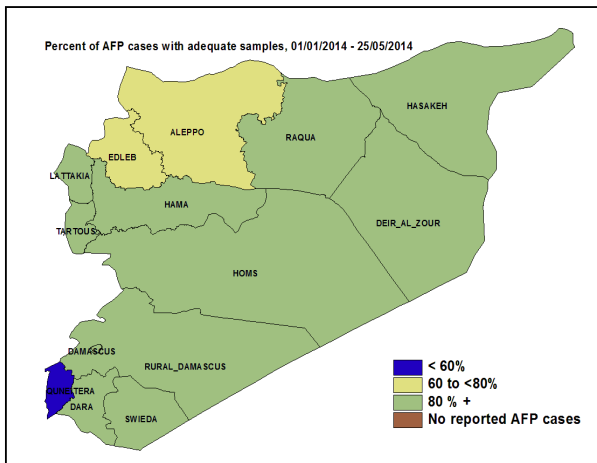 Percent of AFP cases with adequate samples, 01/01/2014 - 25/05/2014
HASAKEH
ALEPPO
RAQUA
EDLEB
LATTAKIA
HAMA
DEIR_AL_ZOUR
TARTOUS
HOMS
DAMASCUS
RURAL_DAMASCUS
QUNEITERA
DARA
SWIEDA
< 60%
60 to <80%
80 % +
No reported AFP cases